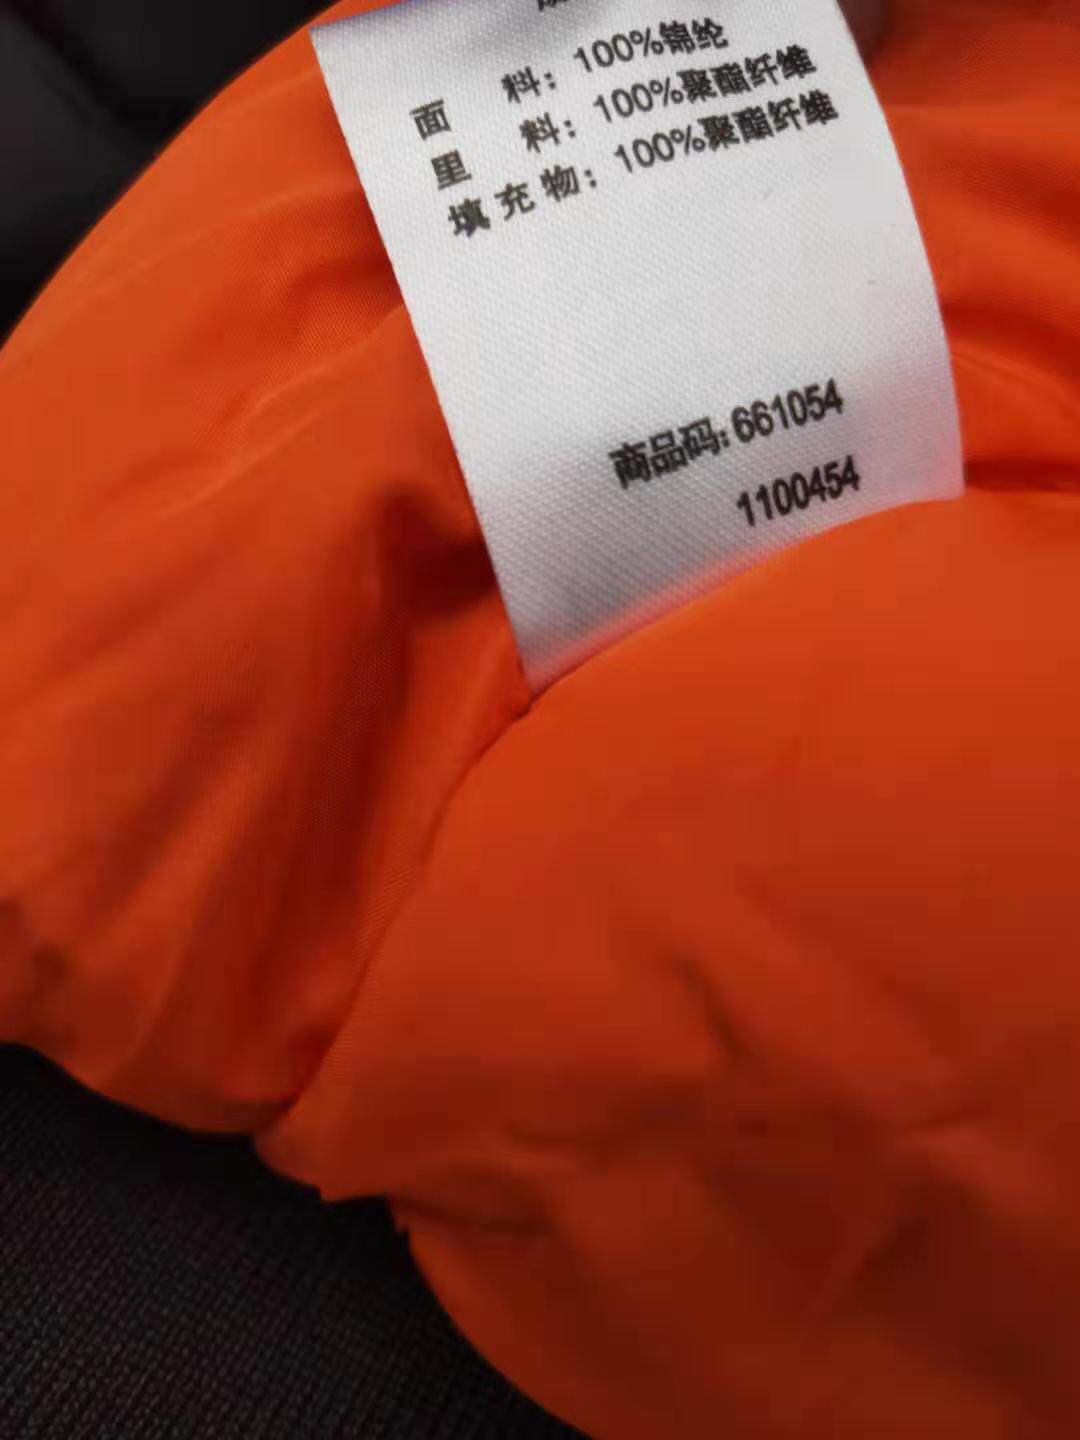 面 料：100%锦纶
里 料：100%聚酯纤维
填充物：100%聚酯纤维
商品码：661054
1100454